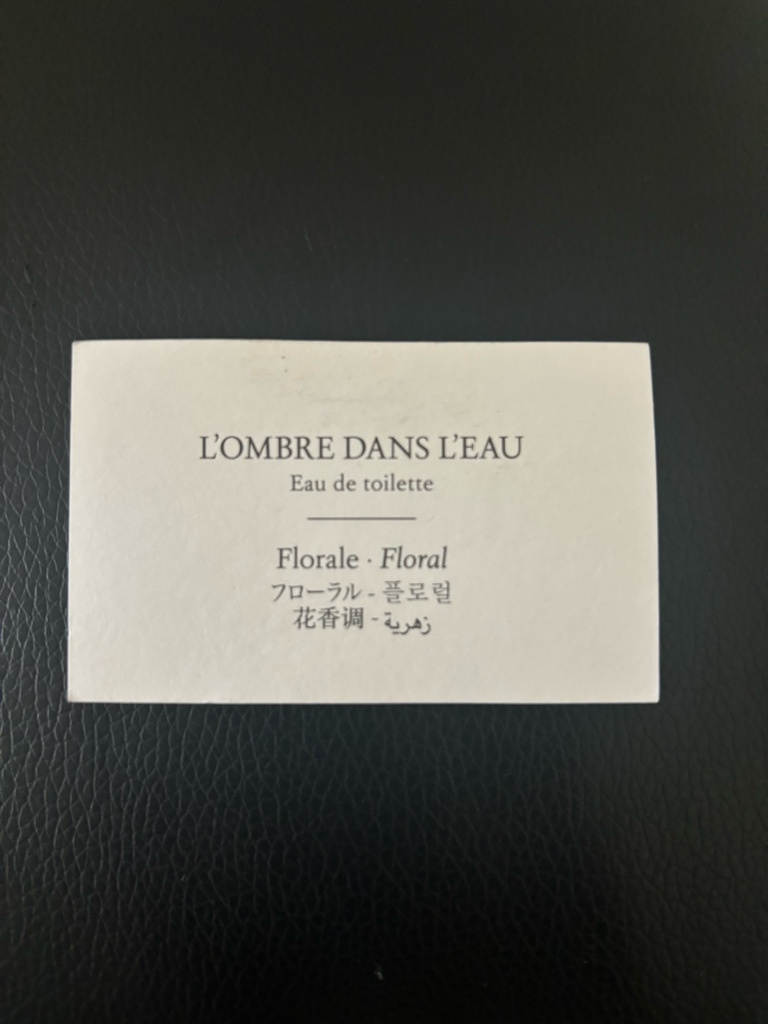 L'OMBRE DANS L'EAU
Eau de toilette
Florale · Floral
フローラル - 플로럴
花香调 - زهرية